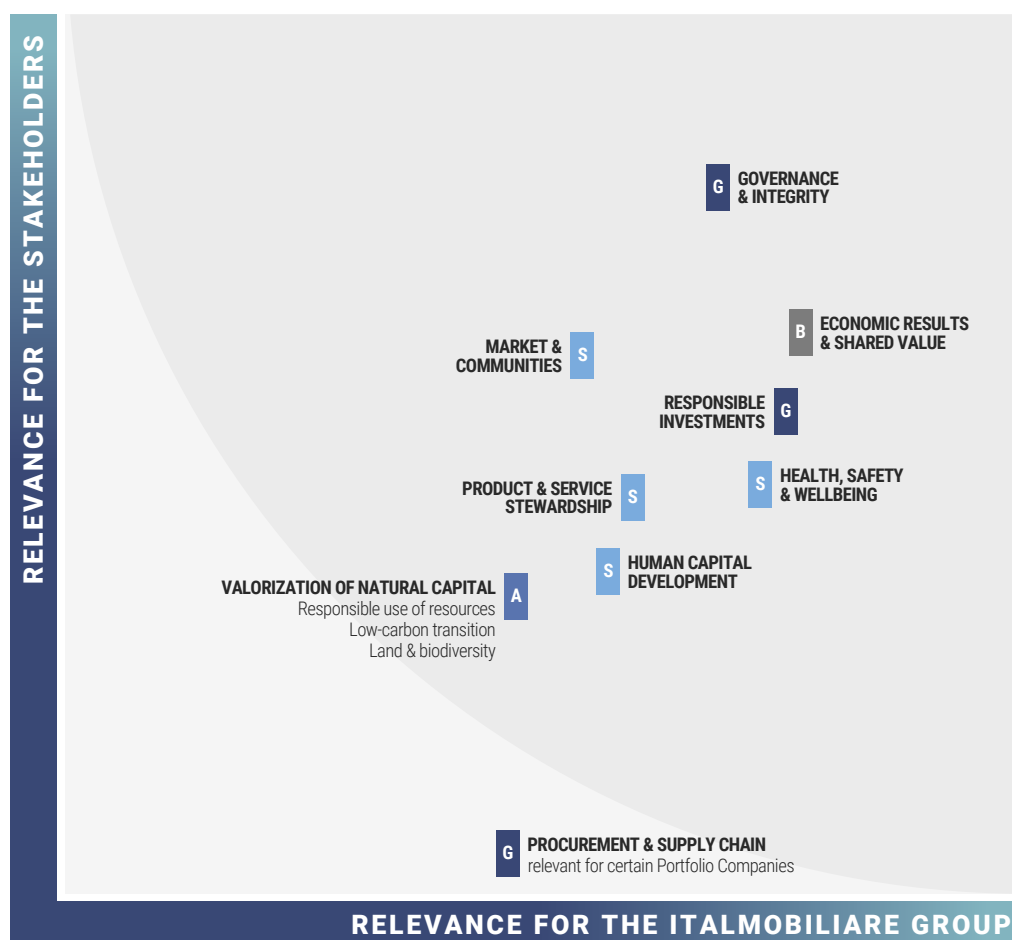 RELEVANCE FOR THE STAKEHOLDERS
G
GOVERNANCE
& INTEGRITY
B
ECONOMIC RESULTS
& SHARED VALUE
MARKET &
COMMUNITIES
S
RESPONSIBLE
INVESTMENTS
G
S
HEALTH, SAFETY
& WELLBEING
PRODUCT & SERVICE
STEWARDSHIP
S
S
HUMAN CAPITAL
DEVELOPMENT
VALORIZATION OF NATURAL CAPITAL
Responsible use of resources
Low-carbon transition
Land & biodiversity
A
G
PROCUREMENT & SUPPLY CHAIN
relevant for certain Portfolio Companies
RELEVANCE FOR THE ITALMOBILIARE GROUP